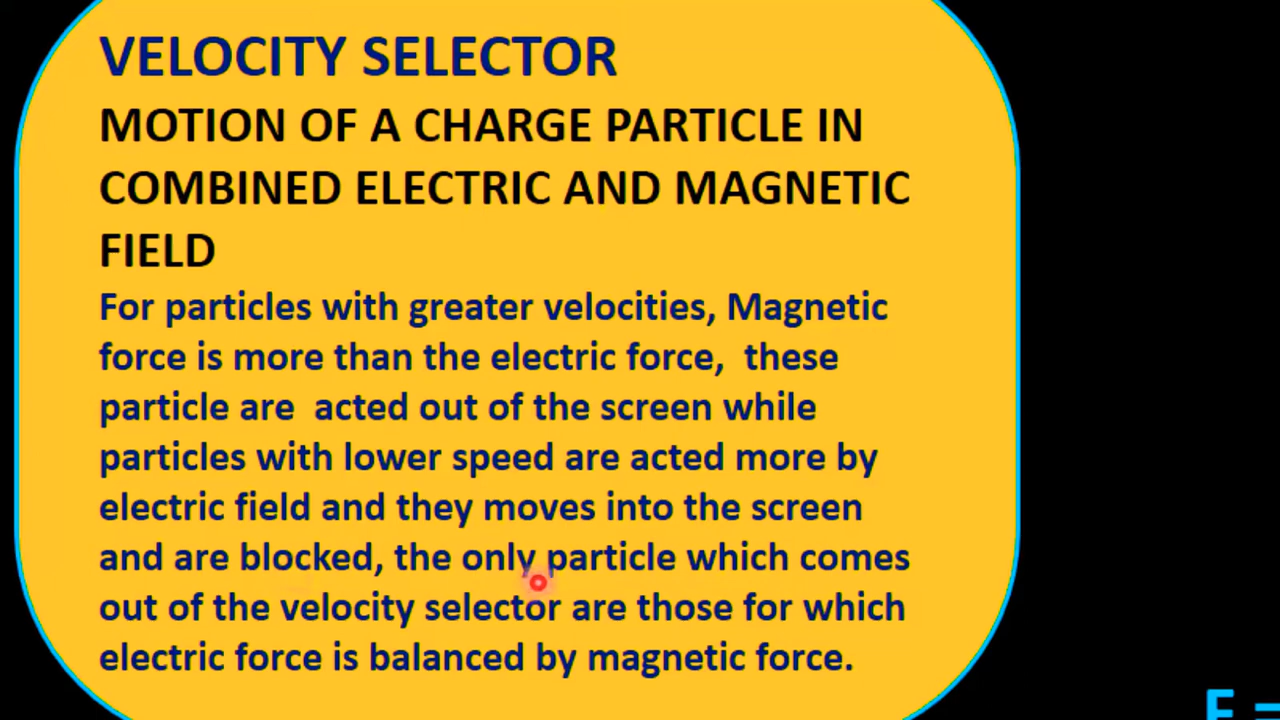 VELOCITY SELECTOR
MOTION OF A CHARGE PARTICLE IN
COMBINED ELECTRIC AND MAGNETIC
FIELD
For particles with greater velocities, Magnetic
force is more than the electric force,  these
particle are  acted out of the screen while
particles with lower speed are acted more by
electric field and they moves into the screen
and are blocked, the only particle which comes
out of the velocity selector are those for which
electric force is balanced by magnetic force.